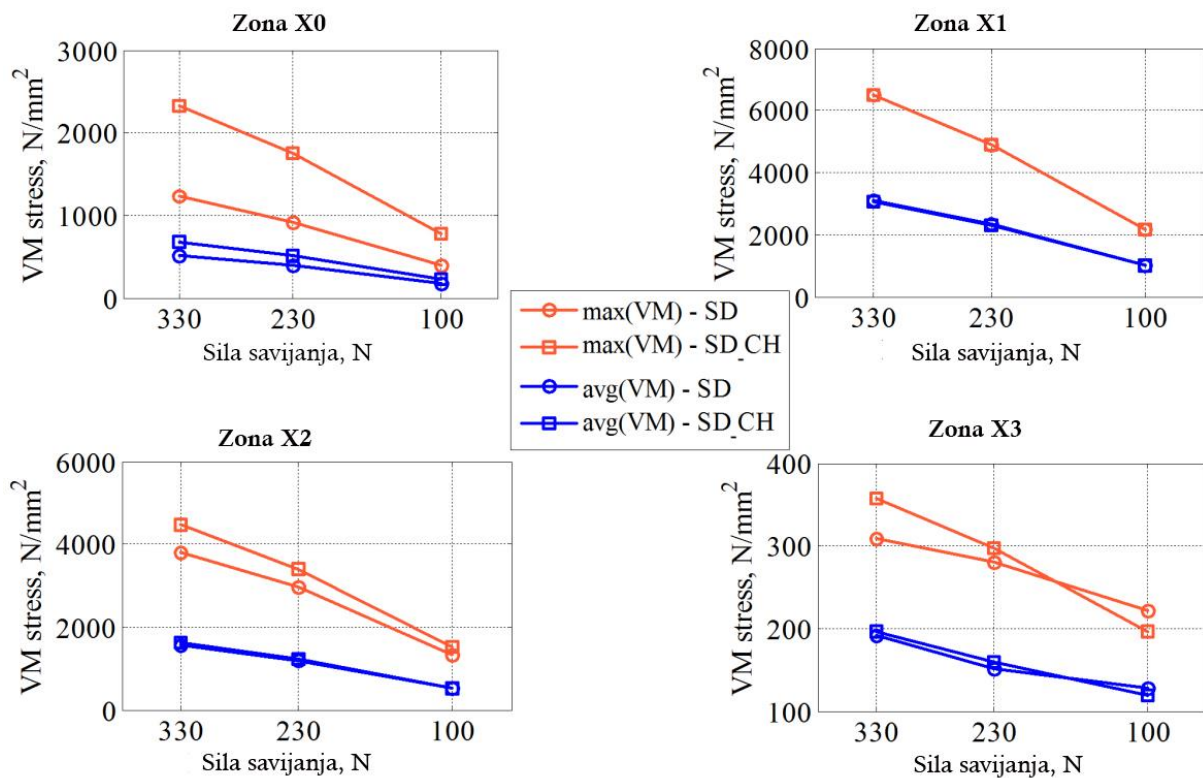 Zona X0
VM stress, N/mm²
3000
2000
1000
0
330
230
100
Sila savijanja, N
Zona X1
VM stress, N/mm²
8000
6000
4000
2000
0
330
230
100
Sila savijanja, N
max(VM) - SD
max(VM) - SD_CH
avg(VM) - SD
avg(VM) - SD_CH
Zona X2
VM stress, N/mm²
6000
4000
2000
0
330
230
100
Sila savijanja, N
Zona X3
VM stress, N/mm²
400
300
200
100
330
230
100
Sila savijanja, N